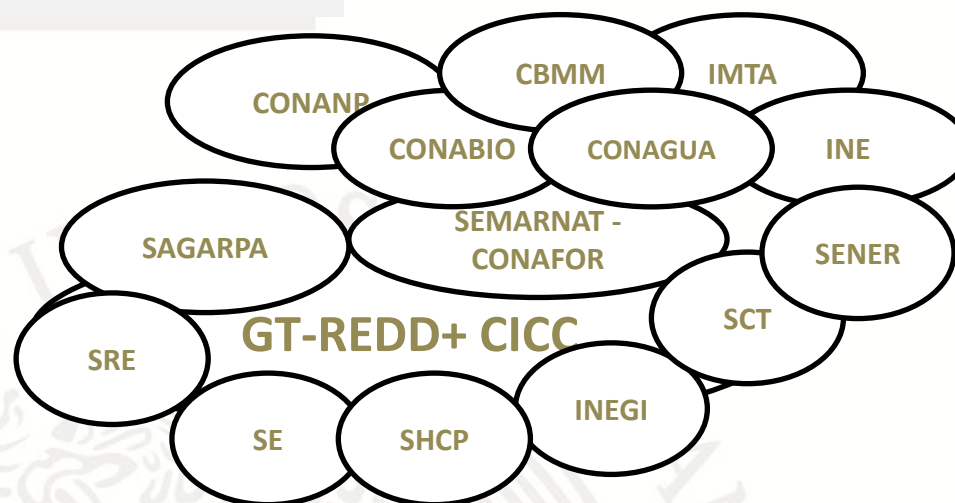 CBMM
IMTA
CONANP
CONABIO
CONAGUA
INE
SEMARNAT -
CONAFOR
SAGARPA
SENER
SCT
GT-REDD+ CICC
SRE
INEGI
SE
SHCP